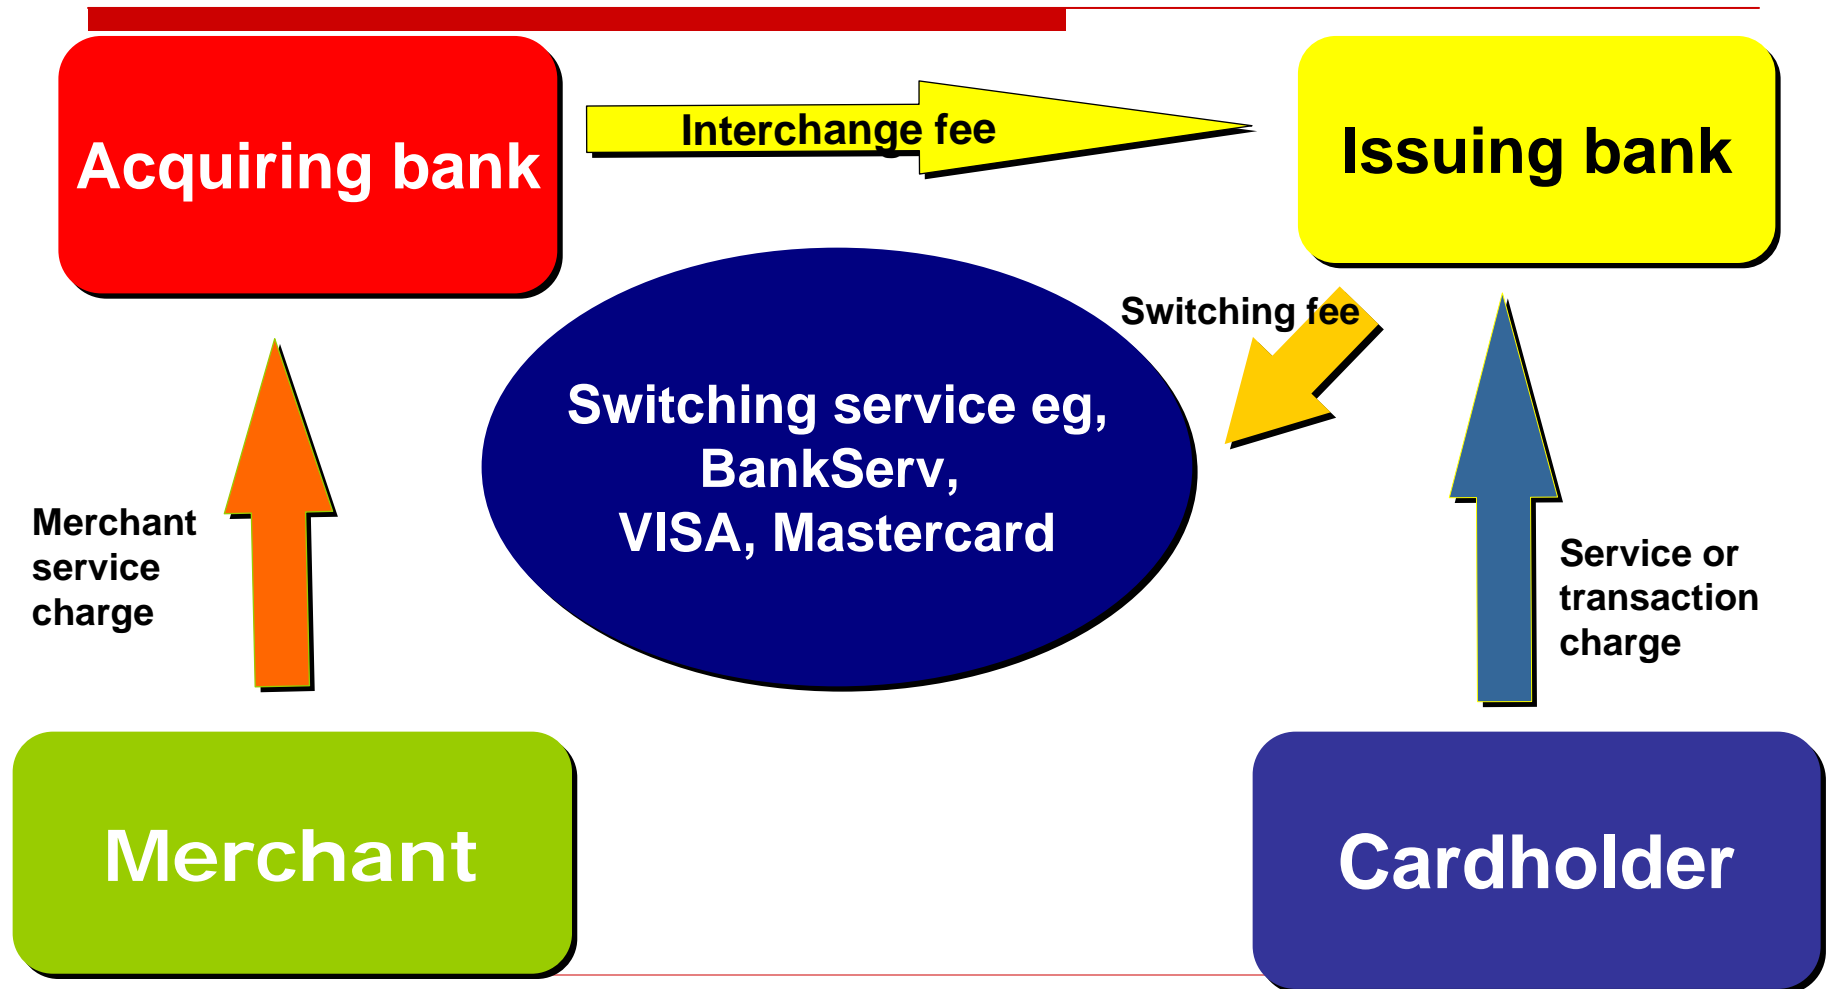 Acquiring bank
Interchange fee
Issuing bank
Switching fee
Switching service eg,
BankServ,
VISA, Mastercard
Merchant
service
charge
Service or
transaction
charge
Merchant
Cardholder